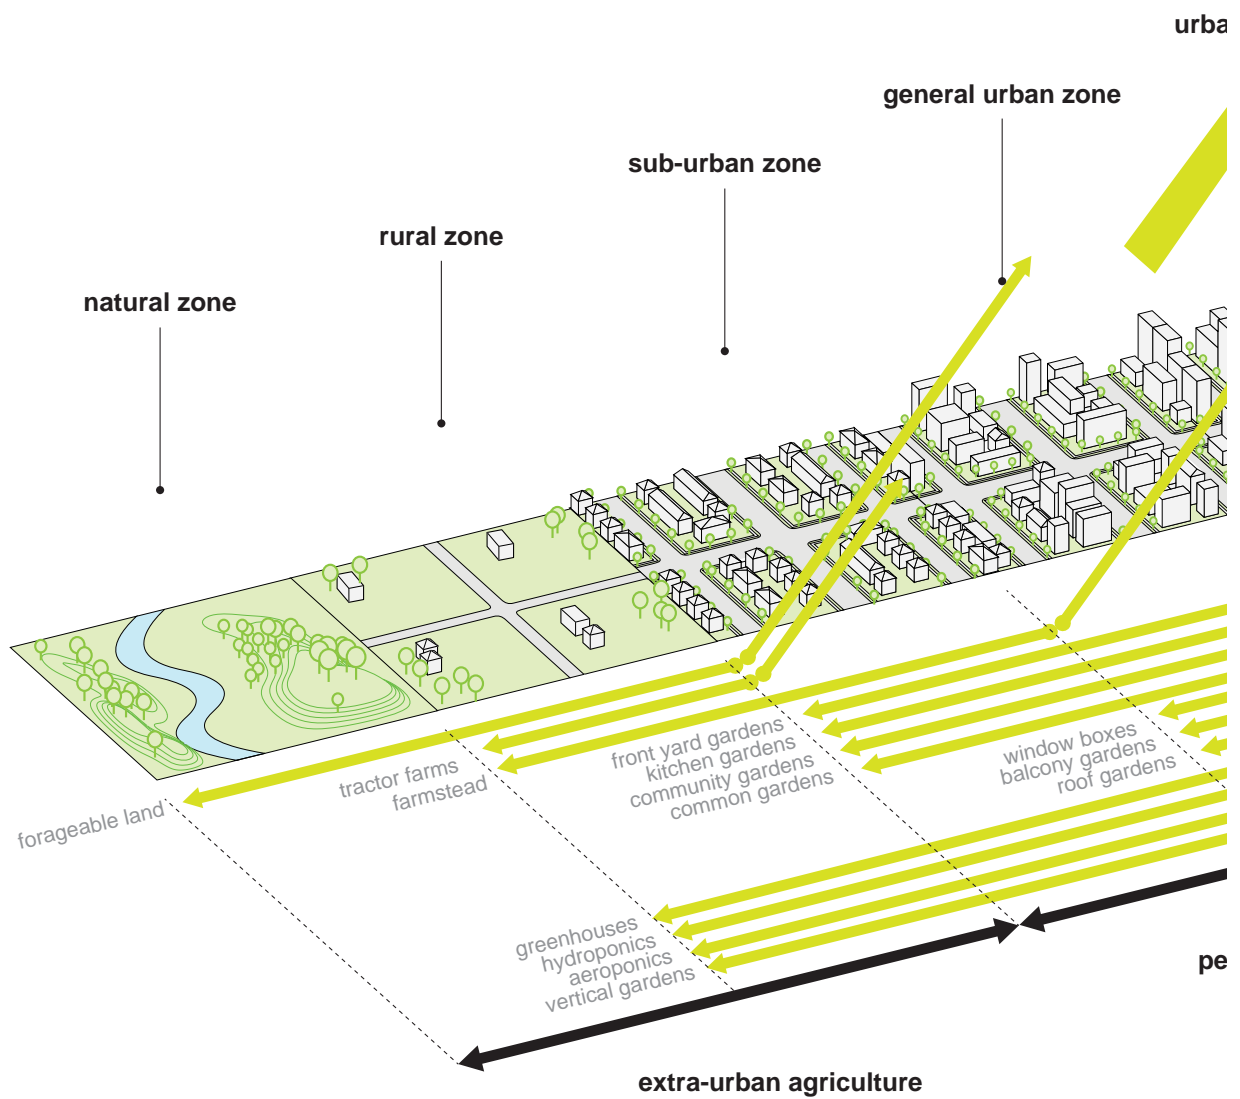 urba
general urban zone
sub-urban zone
rural zone
natural zone
front yard gardens
kitchen gardens
community gardens
common gardens
window boxes
balcony gardens
roof gardens
tractor farms
farmstead
forageable land
greenhouses
hydroponics
aeroponics
vertical gardens
pe
extra-urban agriculture